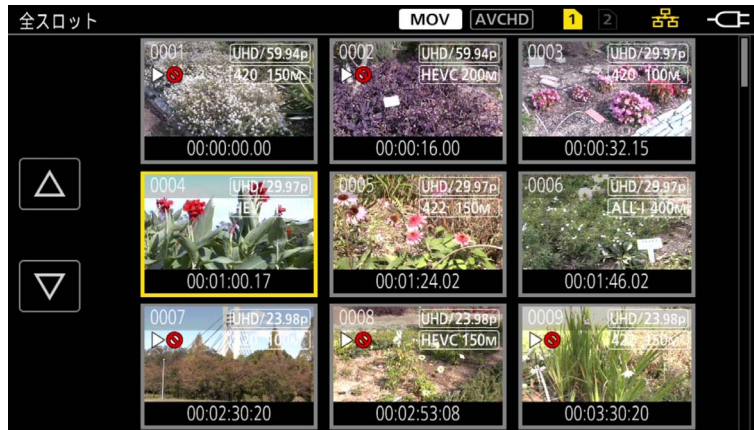 全スロット MOV AVCHD 1 2
0001 UHD/59.94p
420 150M
00:00:00.00
0002 UHD/59.94p
HEVC 200M
00:00:16.00
0003 UHD/29.97p
420 100M
00:00:32.15
0004 UHD/29.97p
00:01:00.17
0005 UHD/29.97p
422 150M
00:01:24.02
0006 UHD/29.97p
ALL-I 400M
00:01:46.02
0007 UHD/23.98p
420 100M
00:02:30:20
0008 UHD/23.98p
HEVC 150M
00:02:53:08
0009 UHD/23.98p
422 150M
00:03:30:20